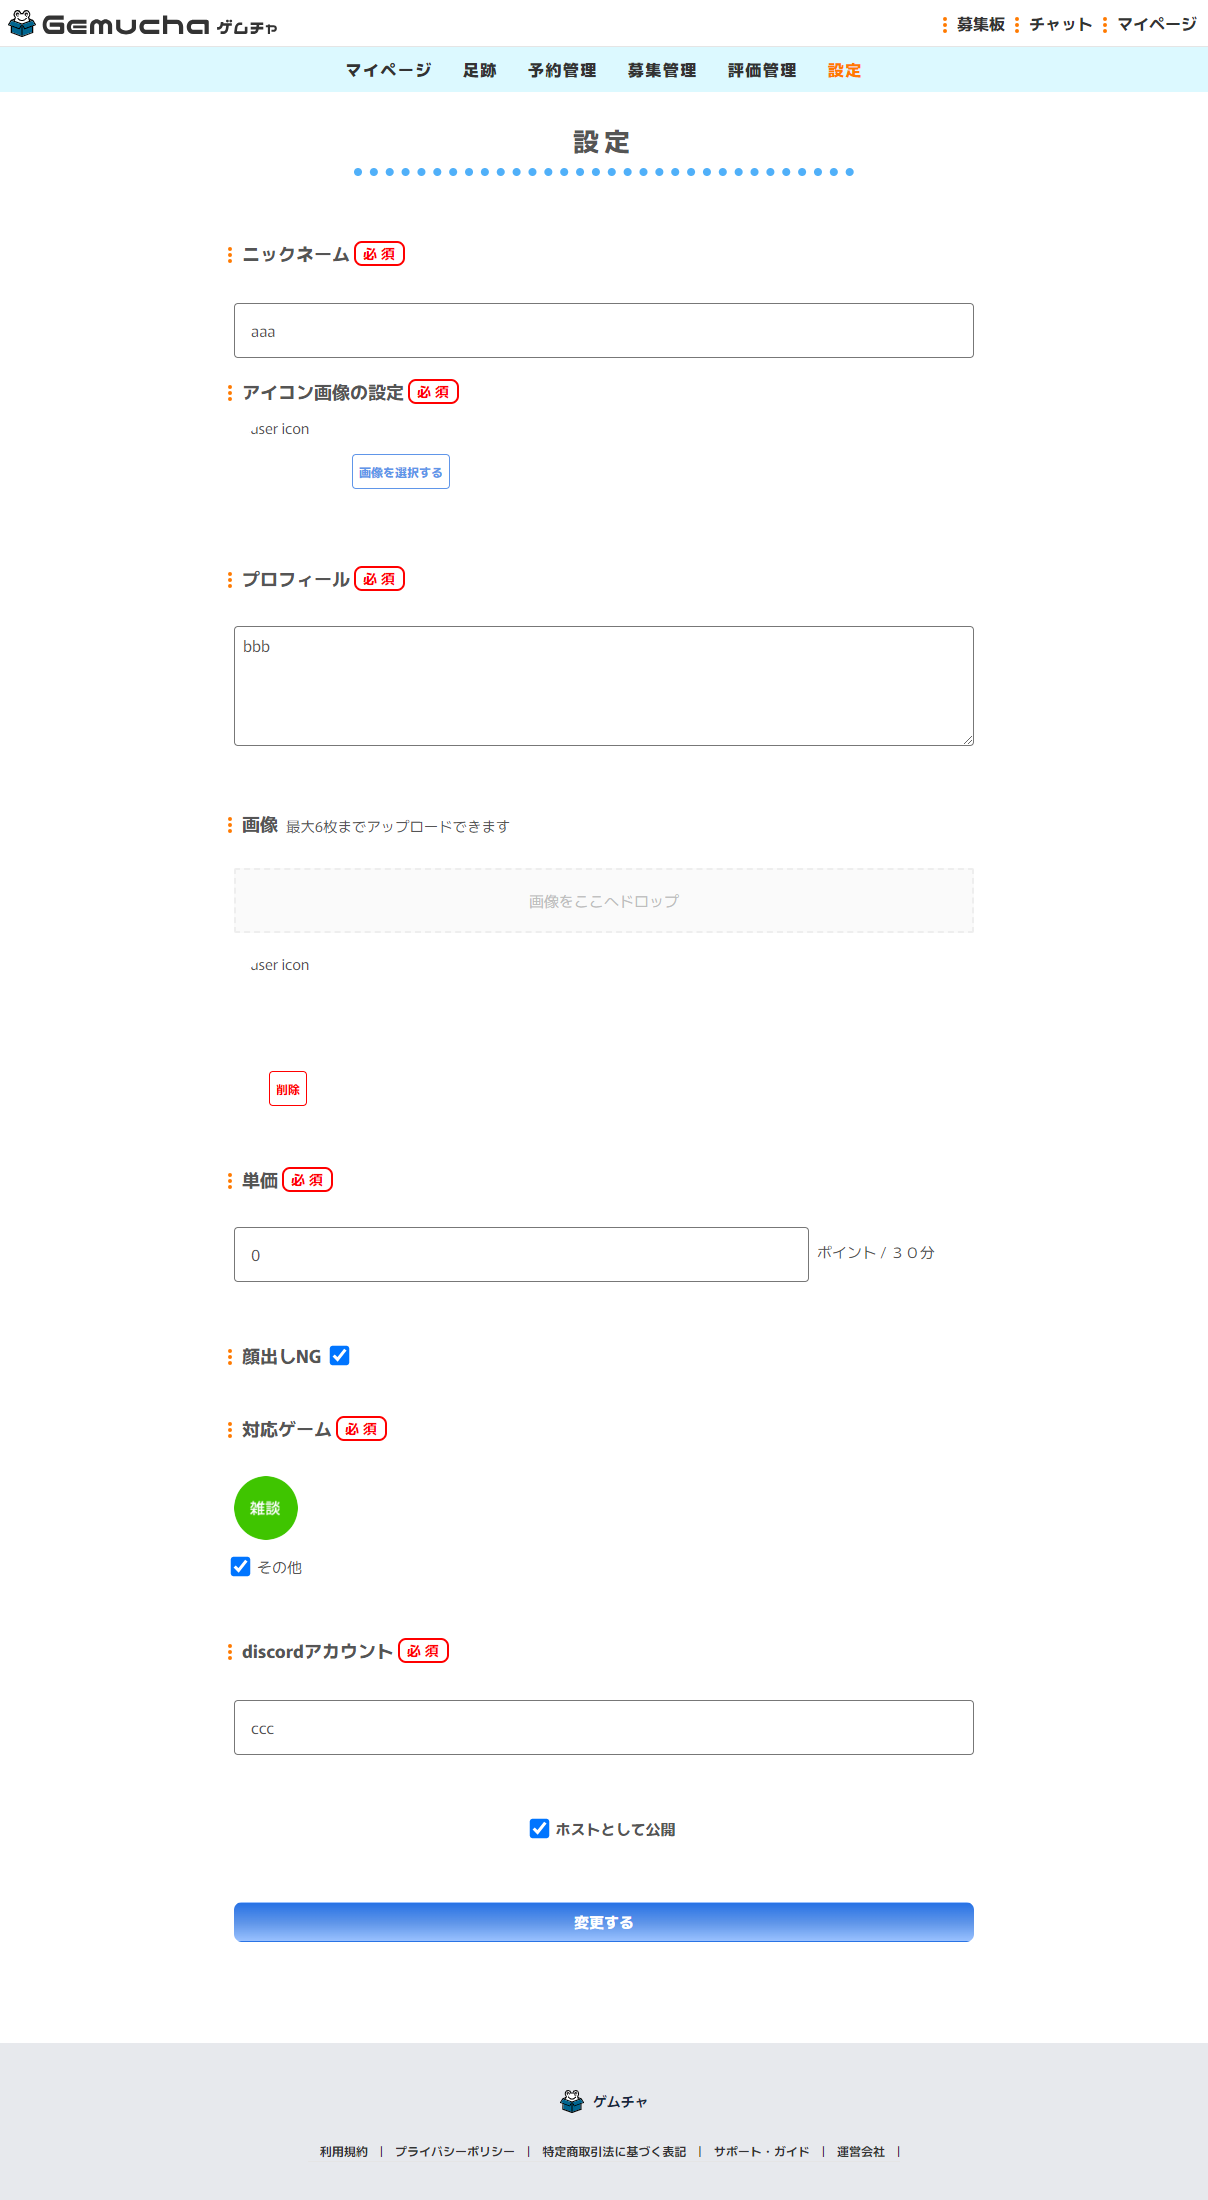 Gemucha ゲムチャ
募集板 チャット マイページ
マイページ 足跡 予約管理 募集管理 評価管理 設定
設定
ニックネーム 必須
aaa
アイコン画像の設定 必須
user icon
画像を選択する
プロフィール 必須
bbb
画像 最大6枚までアップロードできます
画像をここへドロップ
user icon
削除
単価 必須
0 ポイント / ３０分
顔出しNG
対応ゲーム 必須
雑談
その他
discordアカウント 必須
ccc
ホストとして公開
変更する
ゲムチャ
利用規約 | プライバシーポリシー | 特定商取引法に基づく表記 | サポート・ガイド | 運営会社 |